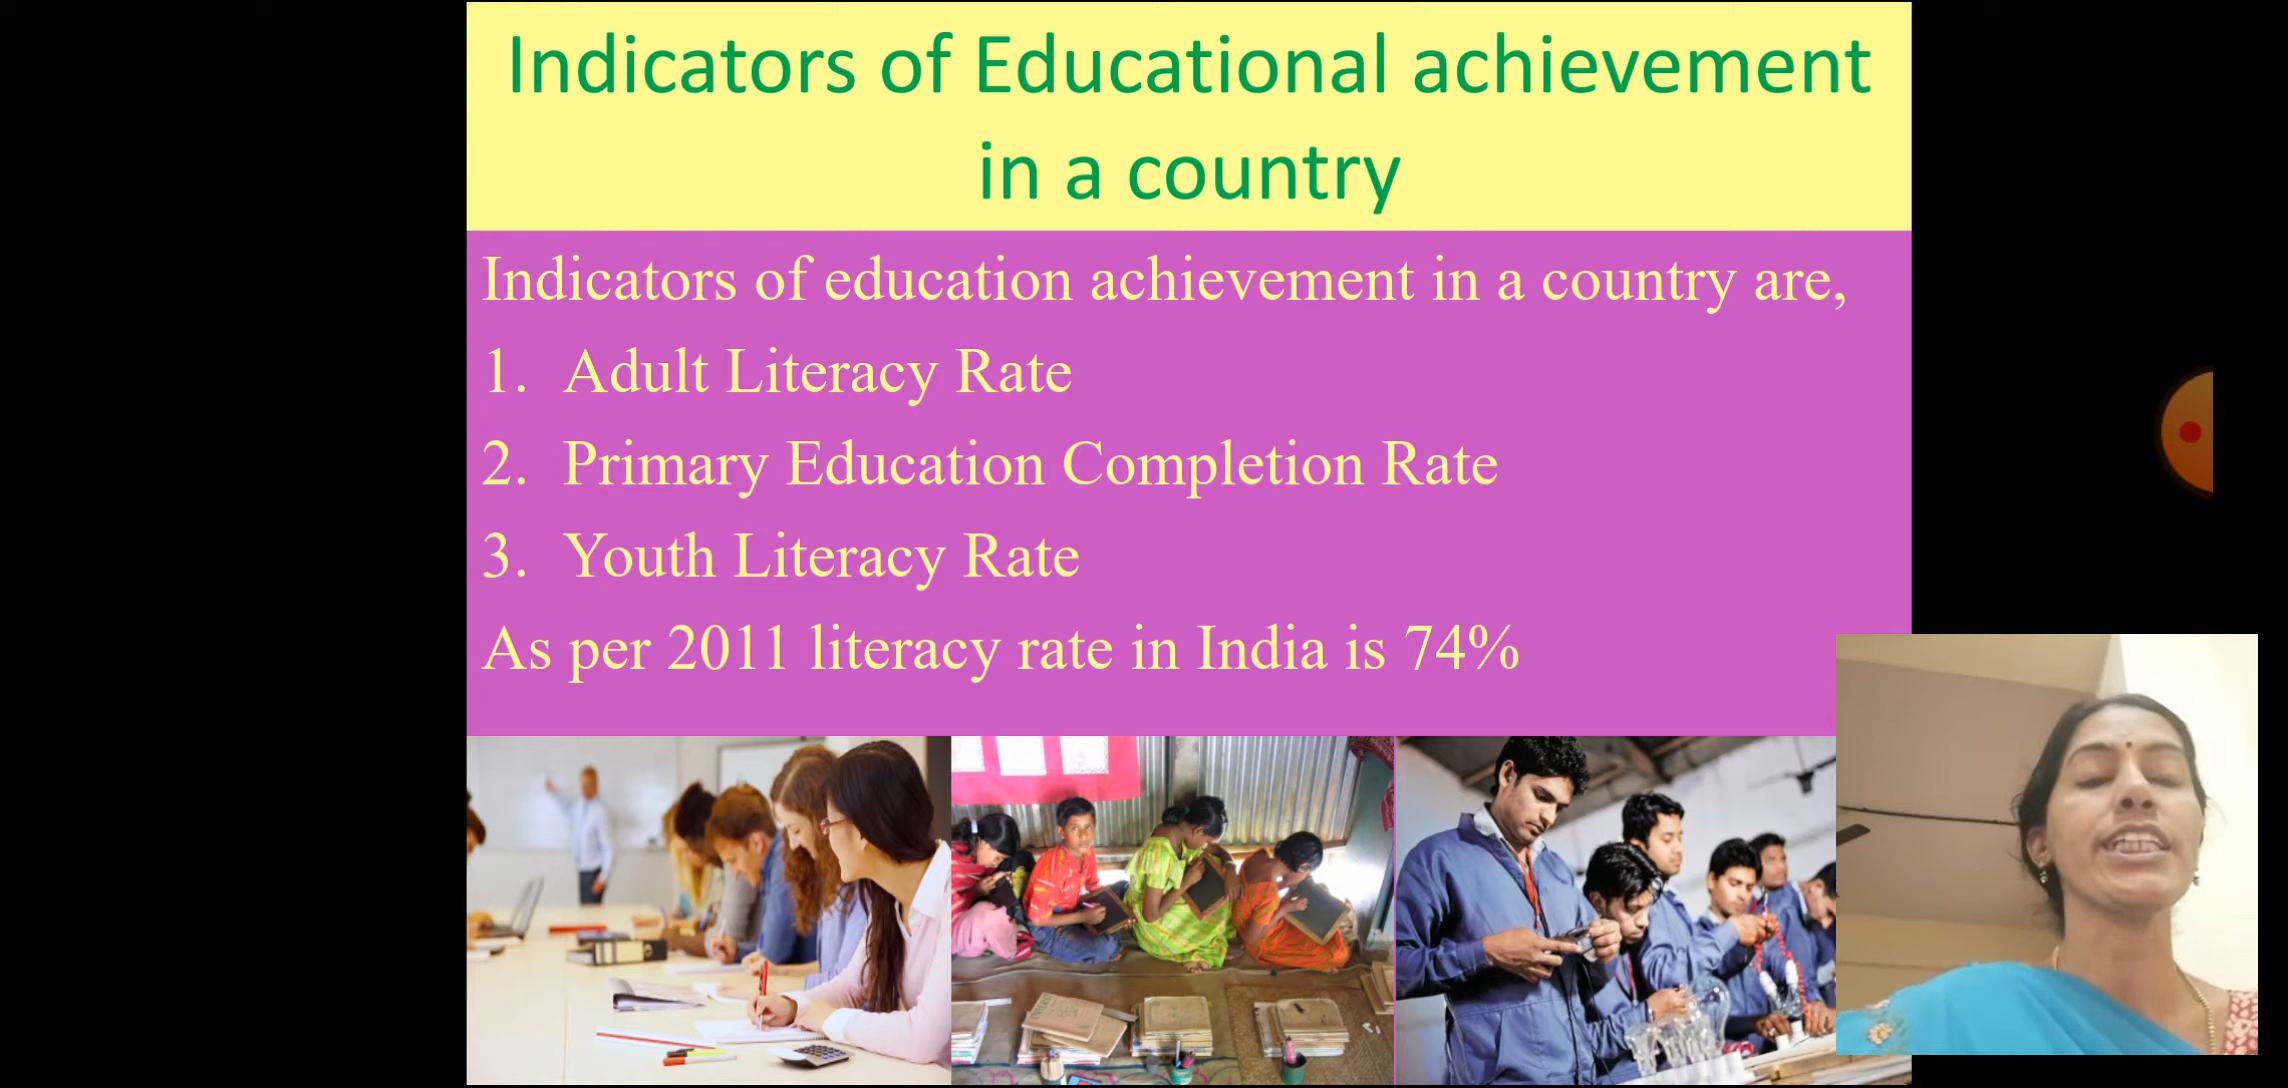 Indicators of Educational achievement
in a country
Indicators of education achievement in a country are,
1. Adult Literacy Rate
2. Primary Education Completion Rate
3. Youth Literacy Rate
As per 2011 literacy rate in India is 74%